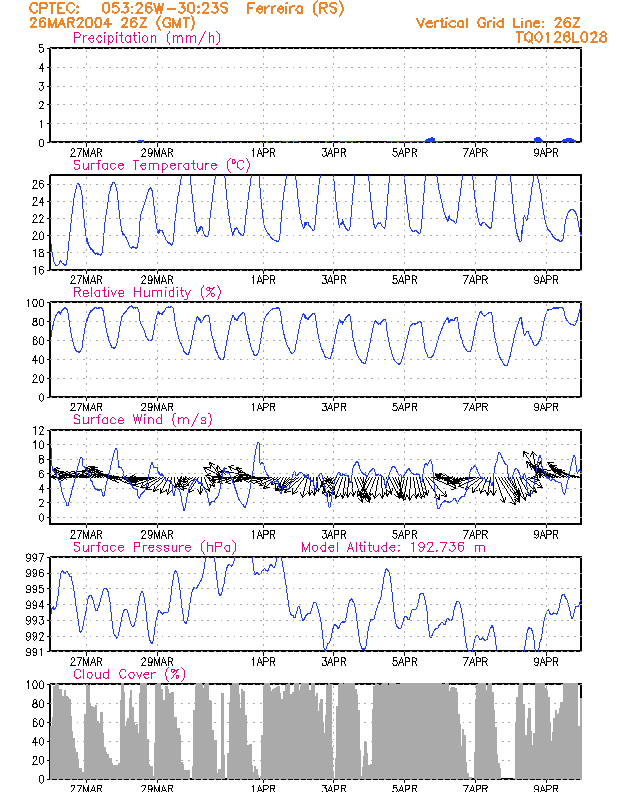 CPTEC: 053:26W-30:23S Ferreira (RS)
26MAR2004 26Z (GMT) Vertical Grid Line: 26Z
Precipitation (mm/h) TQ0126L028
5
4
3
2
1
0
27MAR 29MAR 1APR 3APR 5APR 7APR 9APR
Surface Temperature (°C)
26
24
22
20
18
16
27MAR 29MAR 1APR 3APR 5APR 7APR 9APR
Relative Humidity (%)
100
80
60
40
20
0
27MAR 29MAR 1APR 3APR 5APR 7APR 9APR
Surface Wind (m/s)
12
10
8
6
4
2
0
27MAR 29MAR 1APR 3APR 5APR 7APR 9APR
Surface Pressure (hPa) Model Altitude: 192.736 m
997
996
995
994
993
992
991
27MAR 29MAR 1APR 3APR 5APR 7APR 9APR
Cloud Cover (%)
100
80
60
40
20
0
27MAR 29MAR 1APR 3APR 5APR 7APR 9APR